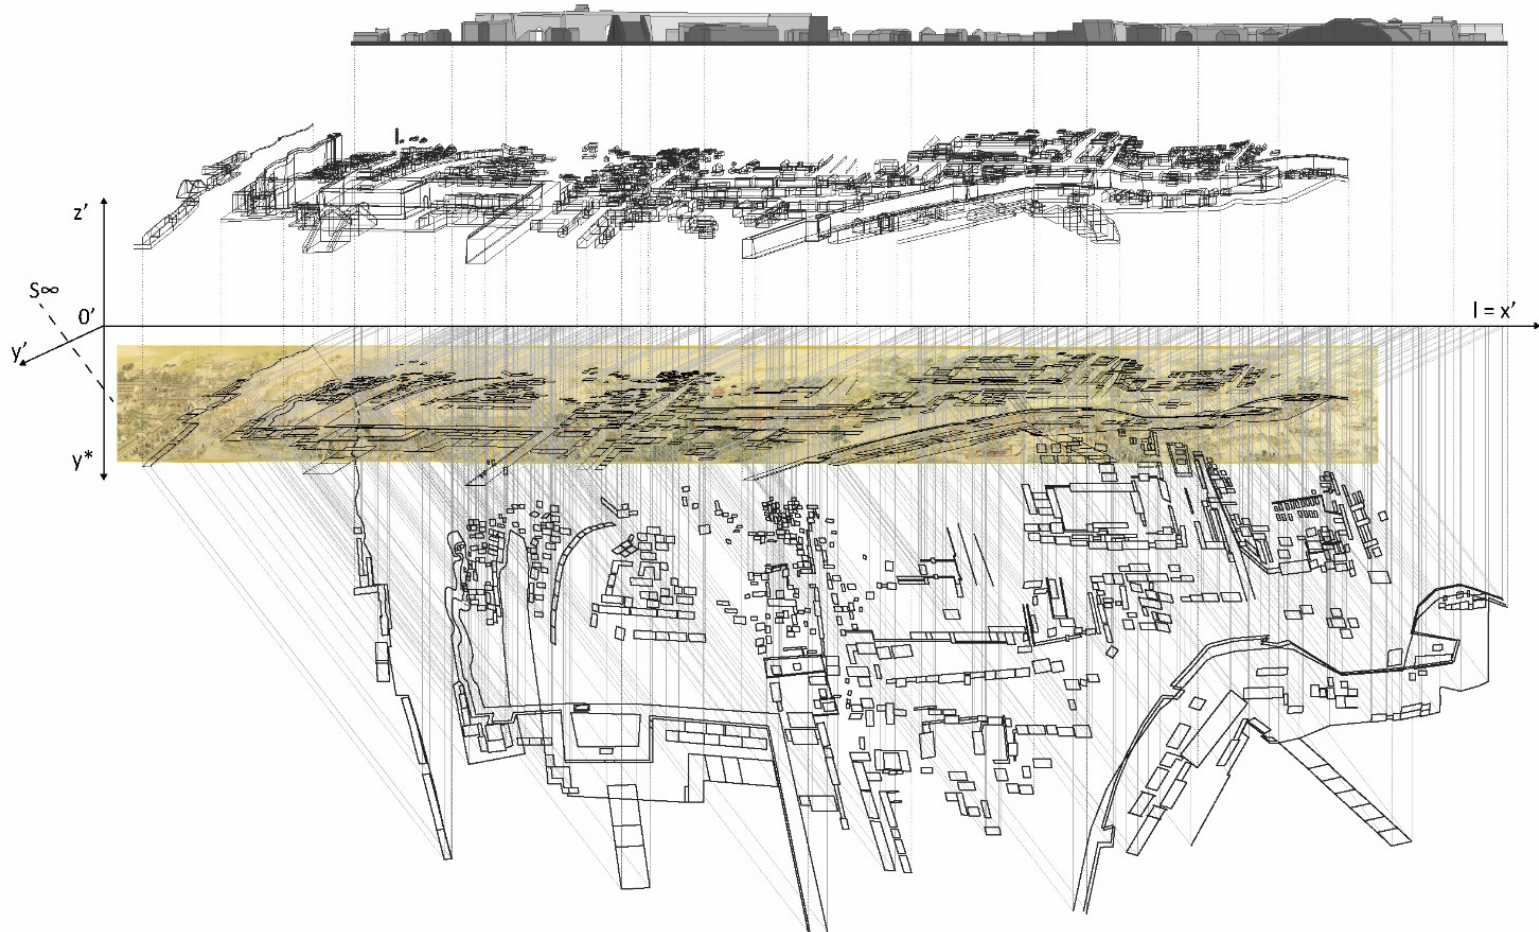 z'
S∞
0'
l = x'
y'
y*